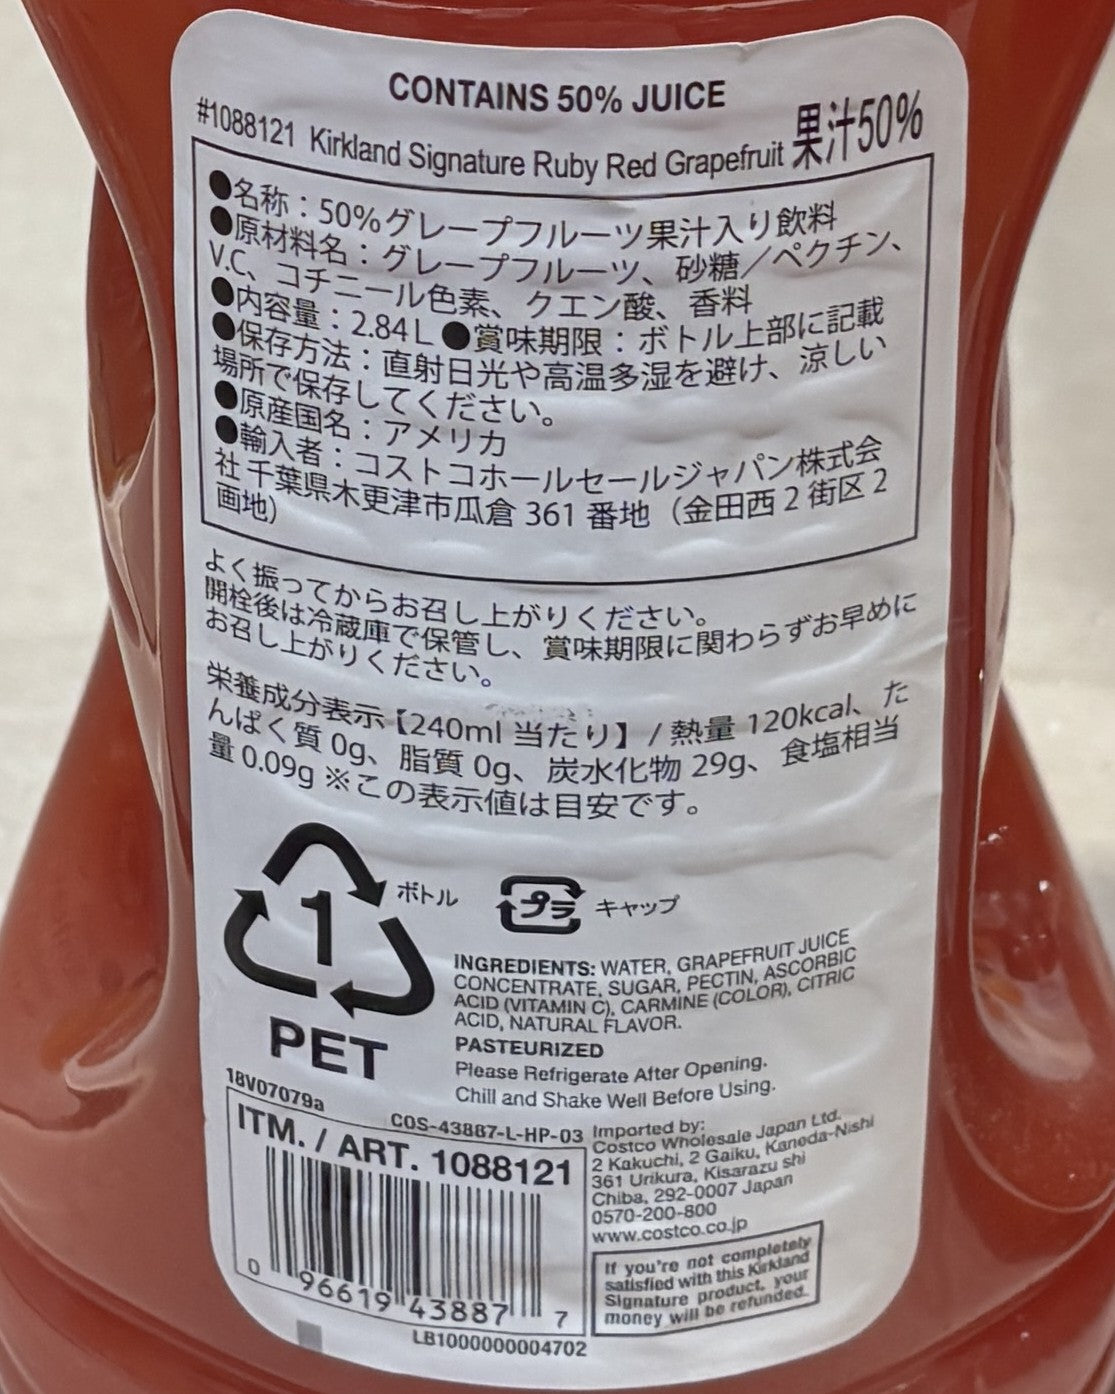 CONTAINS 50% JUICE
#1088121 Kirkland Signature Ruby Red Grapefruit 果汁50%
●名称：50%グレープフルーツ果汁入り飲料
●原材料名：グレープフルーツ、砂糖／ペクチン、
V.C、コチニール色素、クエン酸、香料
●内容量：2.84L ●賞味期限：ボトル上部に記載
●保存方法：直射日光や高温多湿を避け、涼しい
場所で保存してください。
●原産国名：アメリカ
●輸入者：コストコホールセールジャパン株式会
社 千葉県木更津市瓜倉 361 番地（金田西 2 街区 2
画地）
よく振ってからお召し上がりください。
開栓後は冷蔵庫で保管し、賞味期限に関わらずお早めに
お召し上がりください。
栄養成分表示【240ml 当たり】/ 熱量 120kcal、た
んぱく質 0g、脂質 0g、炭水化物 29g、食塩相当
量 0.09g ※この表示値は目安です。
1 ボトル プラ キャップ
PET
INGREDIENTS: WATER, GRAPEFRUIT JUICE
CONCENTRATE, SUGAR, PECTIN, ASCORBIC
ACID (VITAMIN C), CARMINE (COLOR), CITRIC
ACID, NATURAL FLAVOR.
PASTEURIZED
Please Refrigerate After Opening.
Chill and Shake Well Before Using.
18V07079a
COS-43887-L-HP-03
ITM. / ART. 1088121
0 96619 43887 7
LB1000000004702
Imported by:
Costco Wholesale Japan Ltd.
2 Kakuchi, 2 Gaiku, Kaneda-Nishi
361 Urikura, Kisarazu shi
Chiba, 292-0007 Japan
0570-200-800
www.costco.co.jp
If you're not completely
satisfied with this Kirkland
Signature product, your
money will be refunded.